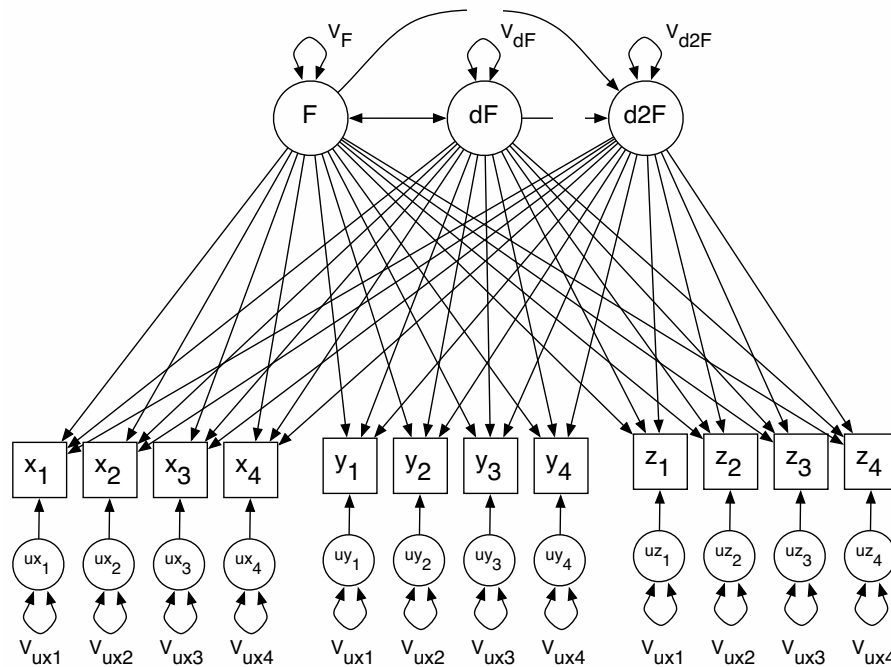 V_F V_dF V_d2F
F dF d2F
x_1 x_2 x_3 x_4 y_1 y_2 y_3 y_4 z_1 z_2 z_3 z_4
ux_1 ux_2 ux_3 ux_4 uy_1 uy_2 uy_3 uy_4 uz_1 uz_2 uz_3 uz_4
V_ux1 V_ux2 V_ux3 V_ux4 V_ux1 V_ux2 V_ux3 V_ux4 V_ux1 V_ux2 V_ux3 V_ux4